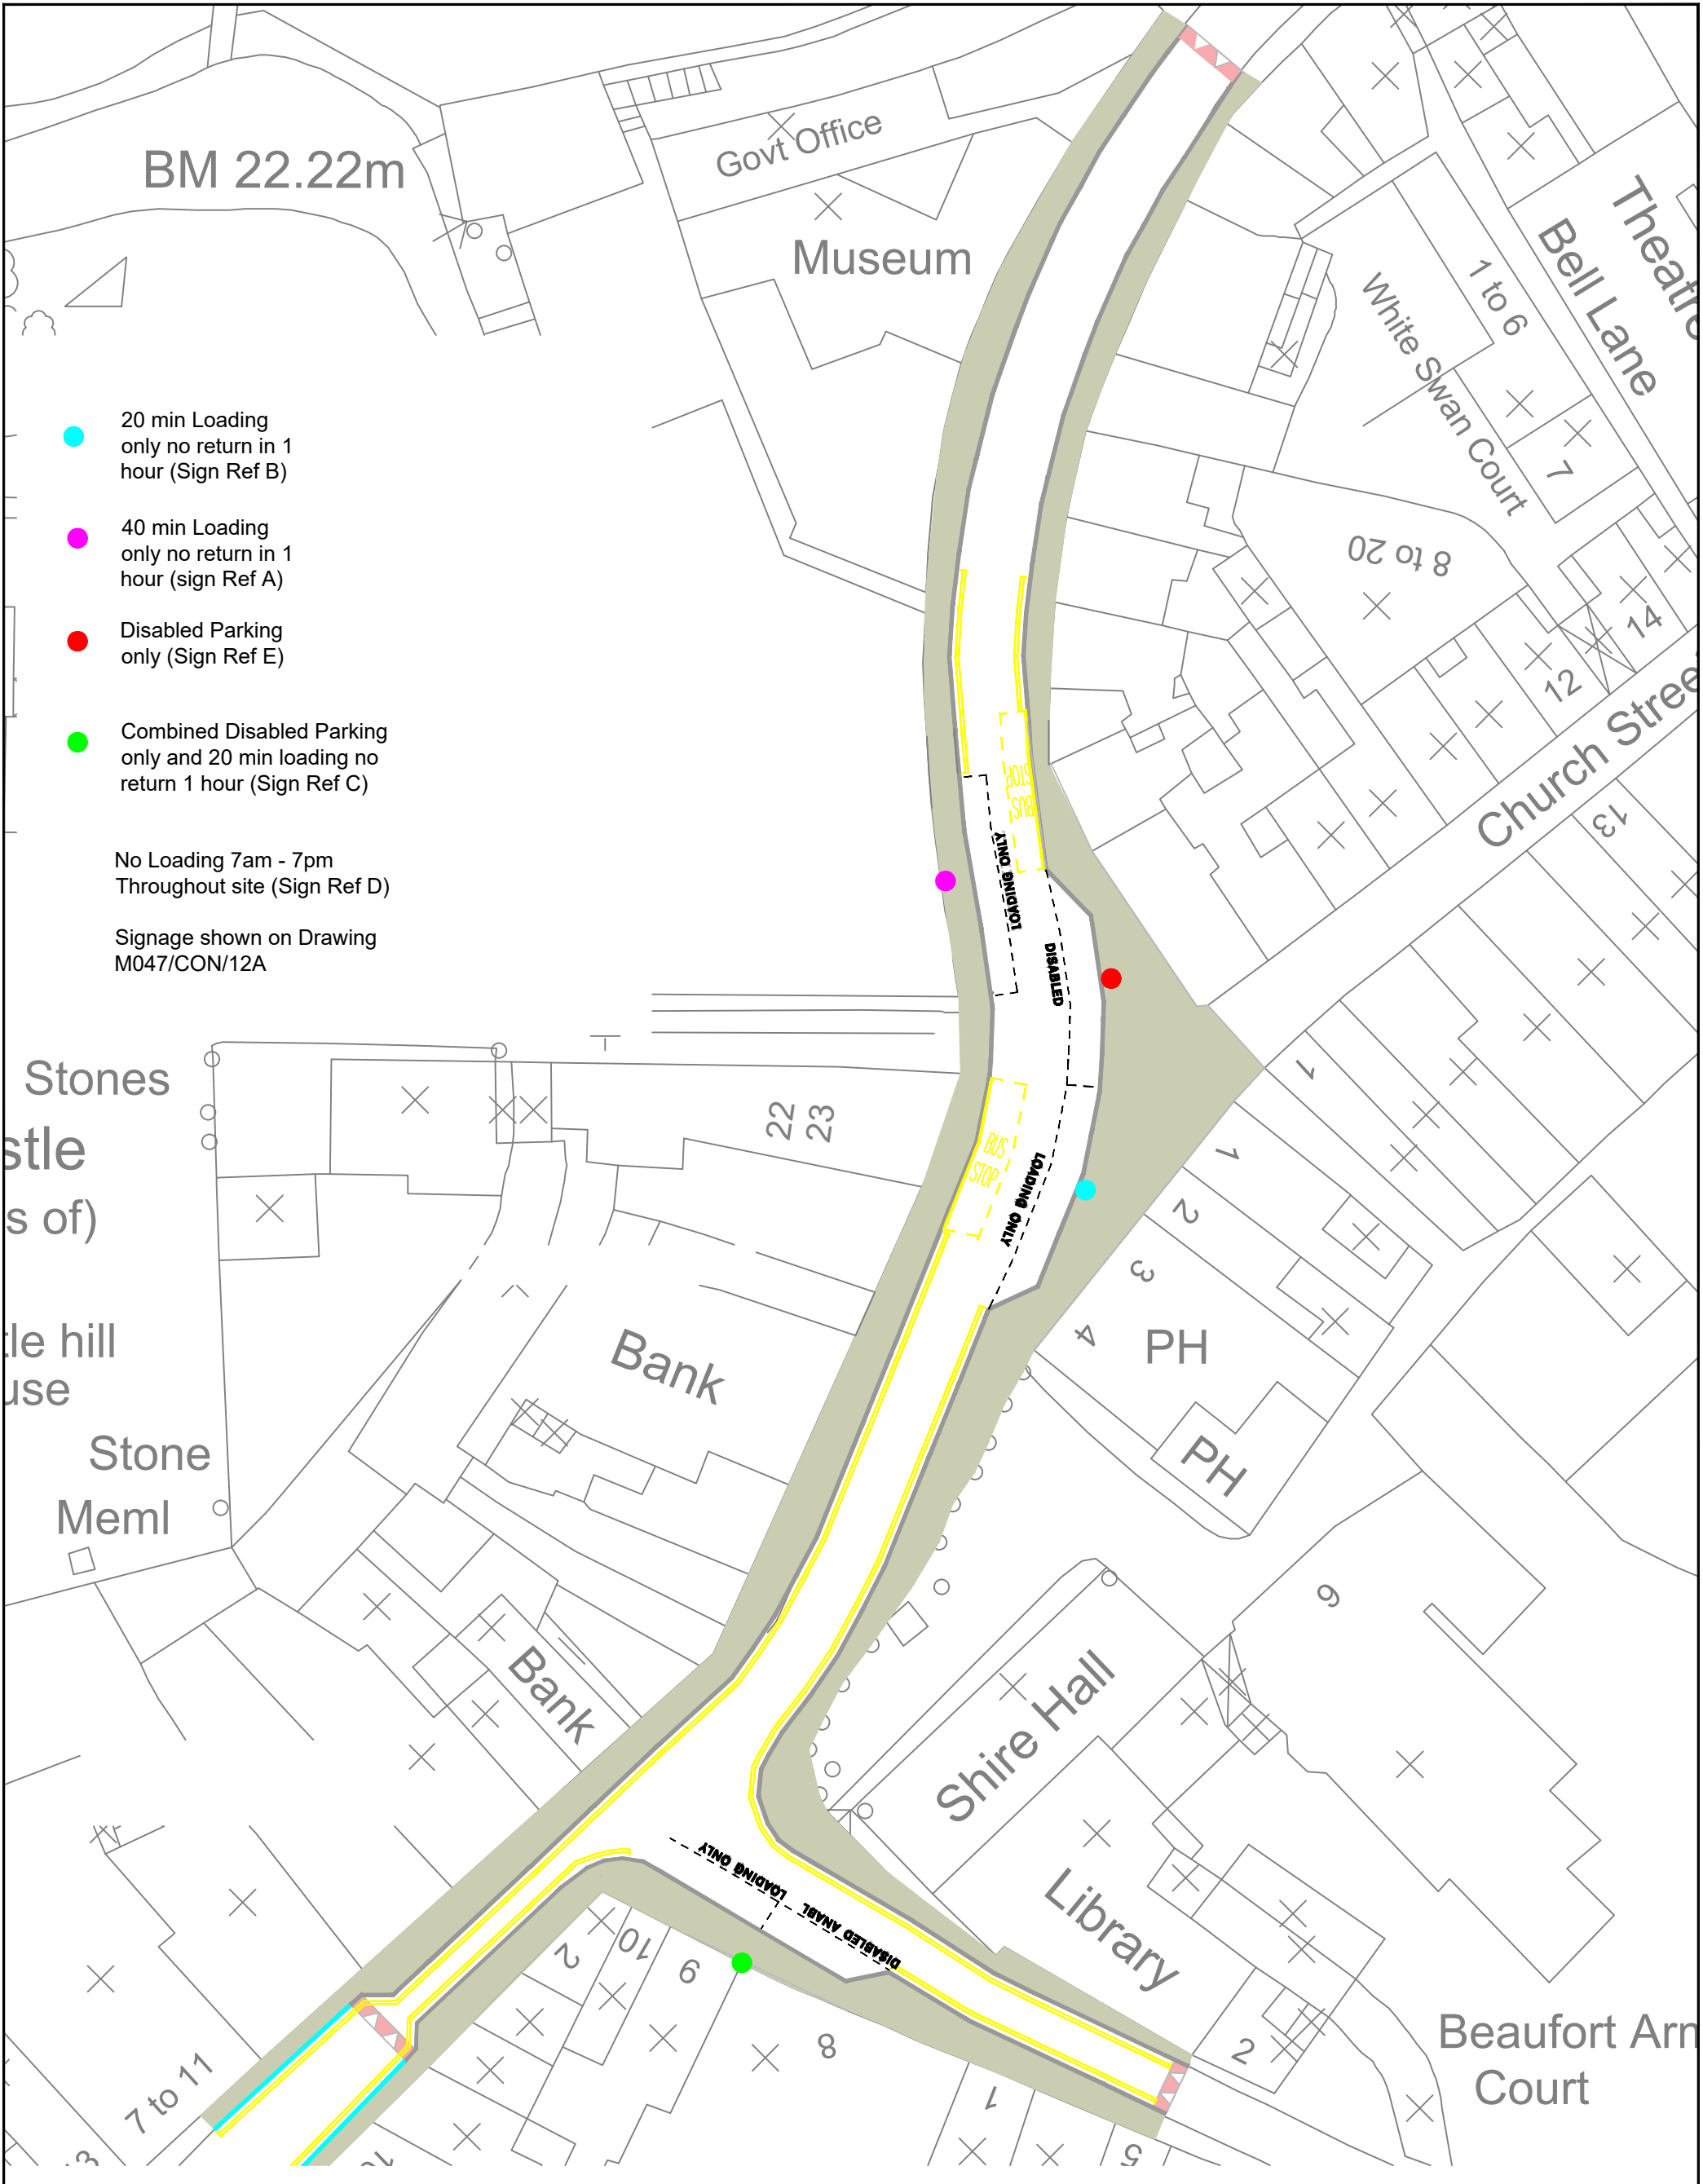 BM 22.22m
Govt Office
Museum
Theatre
Bell Lane
1 to 6
White Swan Court
7
8 to 20
14
12
Church Stree
13
20 min Loading
only no return in 1
hour (Sign Ref B)
40 min Loading
only no return in 1
hour (sign Ref A)
Disabled Parking
only (Sign Ref E)
Combined Disabled Parking
only and 20 min loading no
return 1 hour (Sign Ref C)
No Loading 7am - 7pm
Throughout site (Sign Ref D)
Signage shown on Drawing
M047/CON/12A
BUS
STOP
LOADING ONLY
DISABLED
Stones
stle
s of)
22
23
BUS
STOP
LOADING ONLY
1
1
2
3
4
PH
PH
tle hill
use
Bank
Stone
Meml
Bank
6
Shire Hall
Library
LOADING ONLY
DISABLED ANABL
2
10
9
8
2
1
5
7 to 11
13
Beaufort Arm
Court